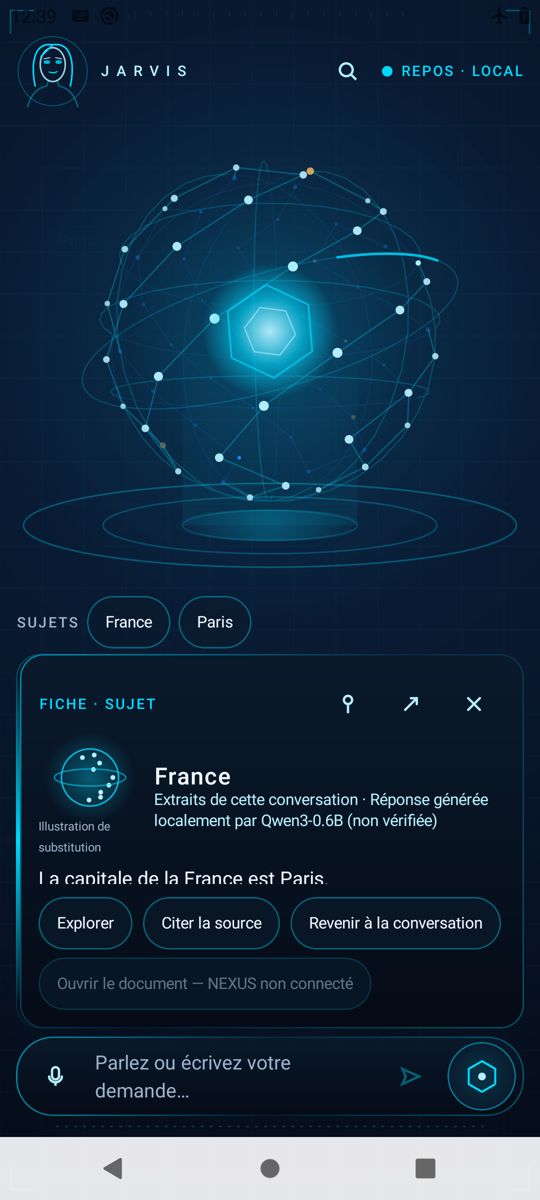 12:39
JARVIS
REPOS · LOCAL
SUJETS
France
Paris
FICHE · SUJET
France
Extraits de cette conversation · Réponse générée
localement par Qwen3-0.6B (non vérifiée)
Illustration de
substitution
La capitale de la France est Paris.
Explorer
Citer la source
Revenir à la conversation
Ouvrir le document — NEXUS non connecté
Parlez ou écrivez votre
demande…